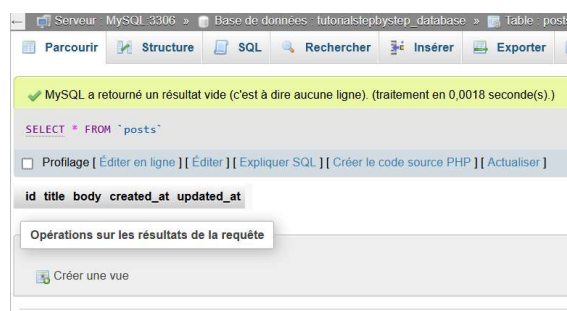 Serveur : MySQL:3306 » Base de données : tutorialstepbystep_database » Table : posts
Parcourir Structure SQL Rechercher Insérer Exporter
MySQL a retourné un résultat vide (c'est à dire aucune ligne). (traitement en 0,0018 seconde(s).)
SELECT * FROM `posts`
Profilage [ Éditer en ligne ] [ Éditer ] [ Expliquer SQL ] [ Créer le code source PHP ] [ Actualiser ]
id title body created_at updated_at
Opérations sur les résultats de la requête
Créer une vue